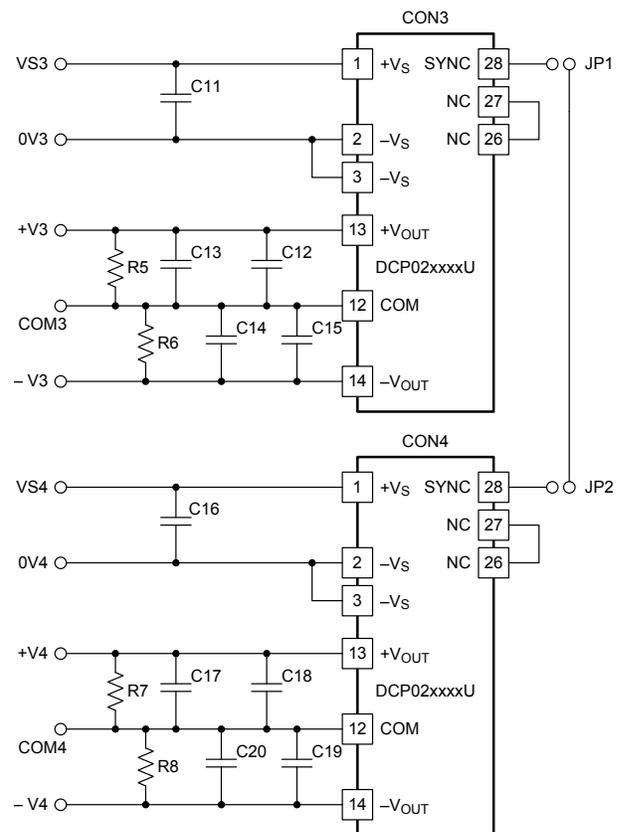 CON3
VS3 1 +VS SYNC 28 JP1
C11
NC 27
0V3 2 –VS NC 26
3 –VS
+V3 13 +VOUT
R5 C13 C12
DCP02xxxxU
COM3 12 COM
R6 C14 C15
– V3 14 –VOUT
CON4
VS4 1 +VS SYNC 28 JP2
C16
NC 27
0V4 2 –VS NC 26
3 –VS
+V4 13 +VOUT
R7 C17 C18
DCP02xxxxU
COM4 12 COM
R8 C20 C19
– V4 14 –VOUT